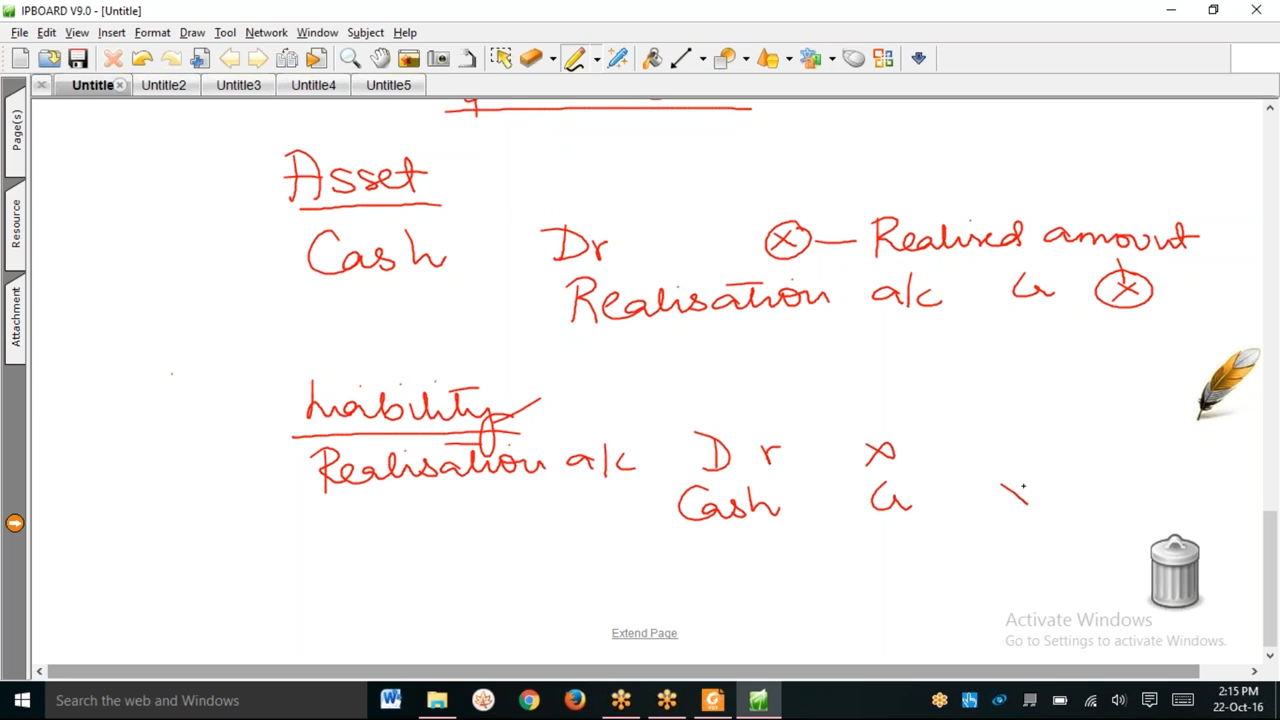 IPBOARD V9.0 - [Untitle]
File Edit View Insert Format Draw Tool Network Window Subject Help
Untitle Untitle2 Untitle3 Untitle4 Untitle5
Page(s)
Resource
Attachment
Asset
Cash Dr X — Realised amount
Realisation a/c Cr X
Liability
Realisation a/c Dr X
Cash Cr
Extend Page
Activate Windows
Go to Settings to activate Windows.
Search the web and Windows
2:15 PM
22-Oct-16